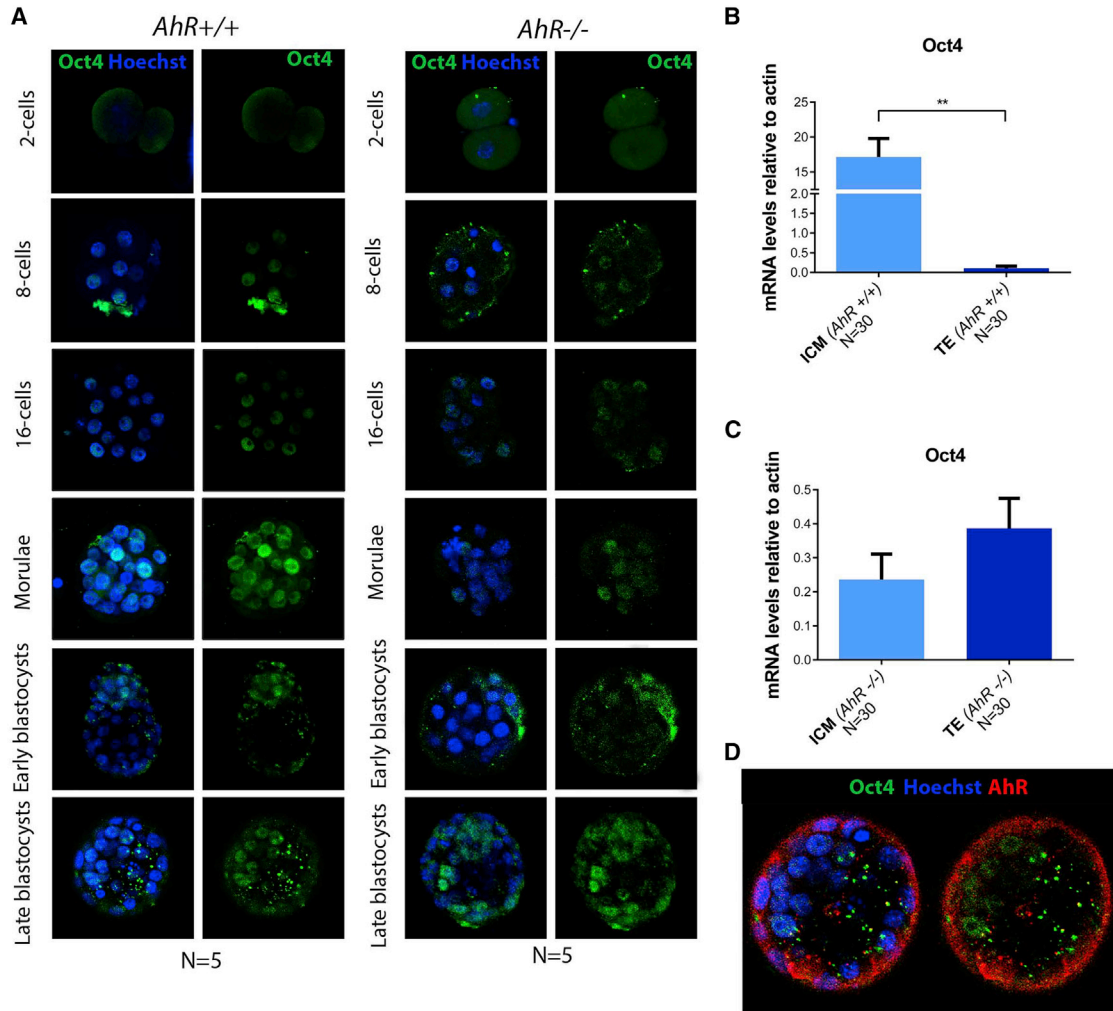 A
AhR+/+
AhR-/-
Oct4 Hoechst
Oct4
Oct4 Hoechst
Oct4
2-cells
8-cells
16-cells
Morulae
Early blastocysts
Late blastocysts
2-cells
8-cells
16-cells
Morulae
Early blastocysts
Late blastocysts
N=5
N=5
B
Oct4
mRNA levels relative to actin
25
20
15
2.0
1.5
1.0
0.5
0.0
**
ICM (AhR +/+)
N=30
TE (AhR +/+)
N=30
C
Oct4
mRNA levels relative to actin
0.5
0.4
0.3
0.2
0.1
0.0
ICM (AhR -/-)
N=30
TE (AhR -/-)
N=30
D
Oct4 Hoechst AhR